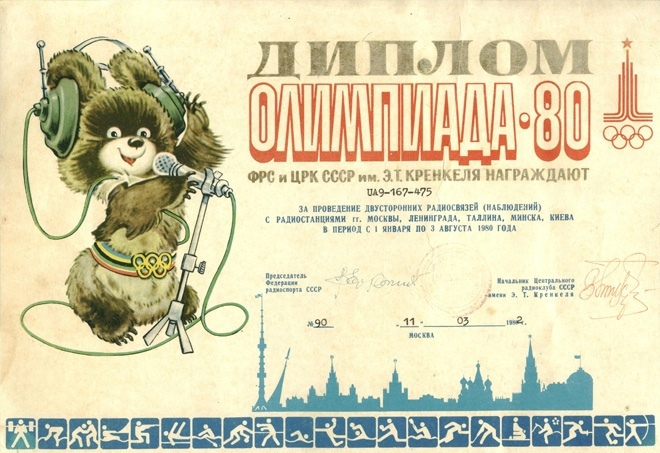 ДИПЛОМ
ОЛИМПИАДА·80
ФРС и ЦРК СССР им. Э.Т. КРЕНКЕЛЯ НАГРАЖДАЮТ
UA9-167-475
ЗА ПРОВЕДЕНИЕ ДВУСТОРОННИХ РАДИОСВЯЗЕЙ (НАБЛЮДЕНИЙ)
С РАДИОСТАНЦИЯМИ гг. МОСКВЫ, ЛЕНИНГРАДА, ТАЛЛИНА, МИНСКА, КИЕВА
В ПЕРИОД С 1 ЯНВАРЯ ПО 3 АВГУСТА 1980 ГОДА
Председатель
Федерации
радиоспорта СССР
Начальник Центрального
радиоклуба СССР
имени Э. Т. Кренкеля
№ 90 11 - 03 1982
МОСКВА